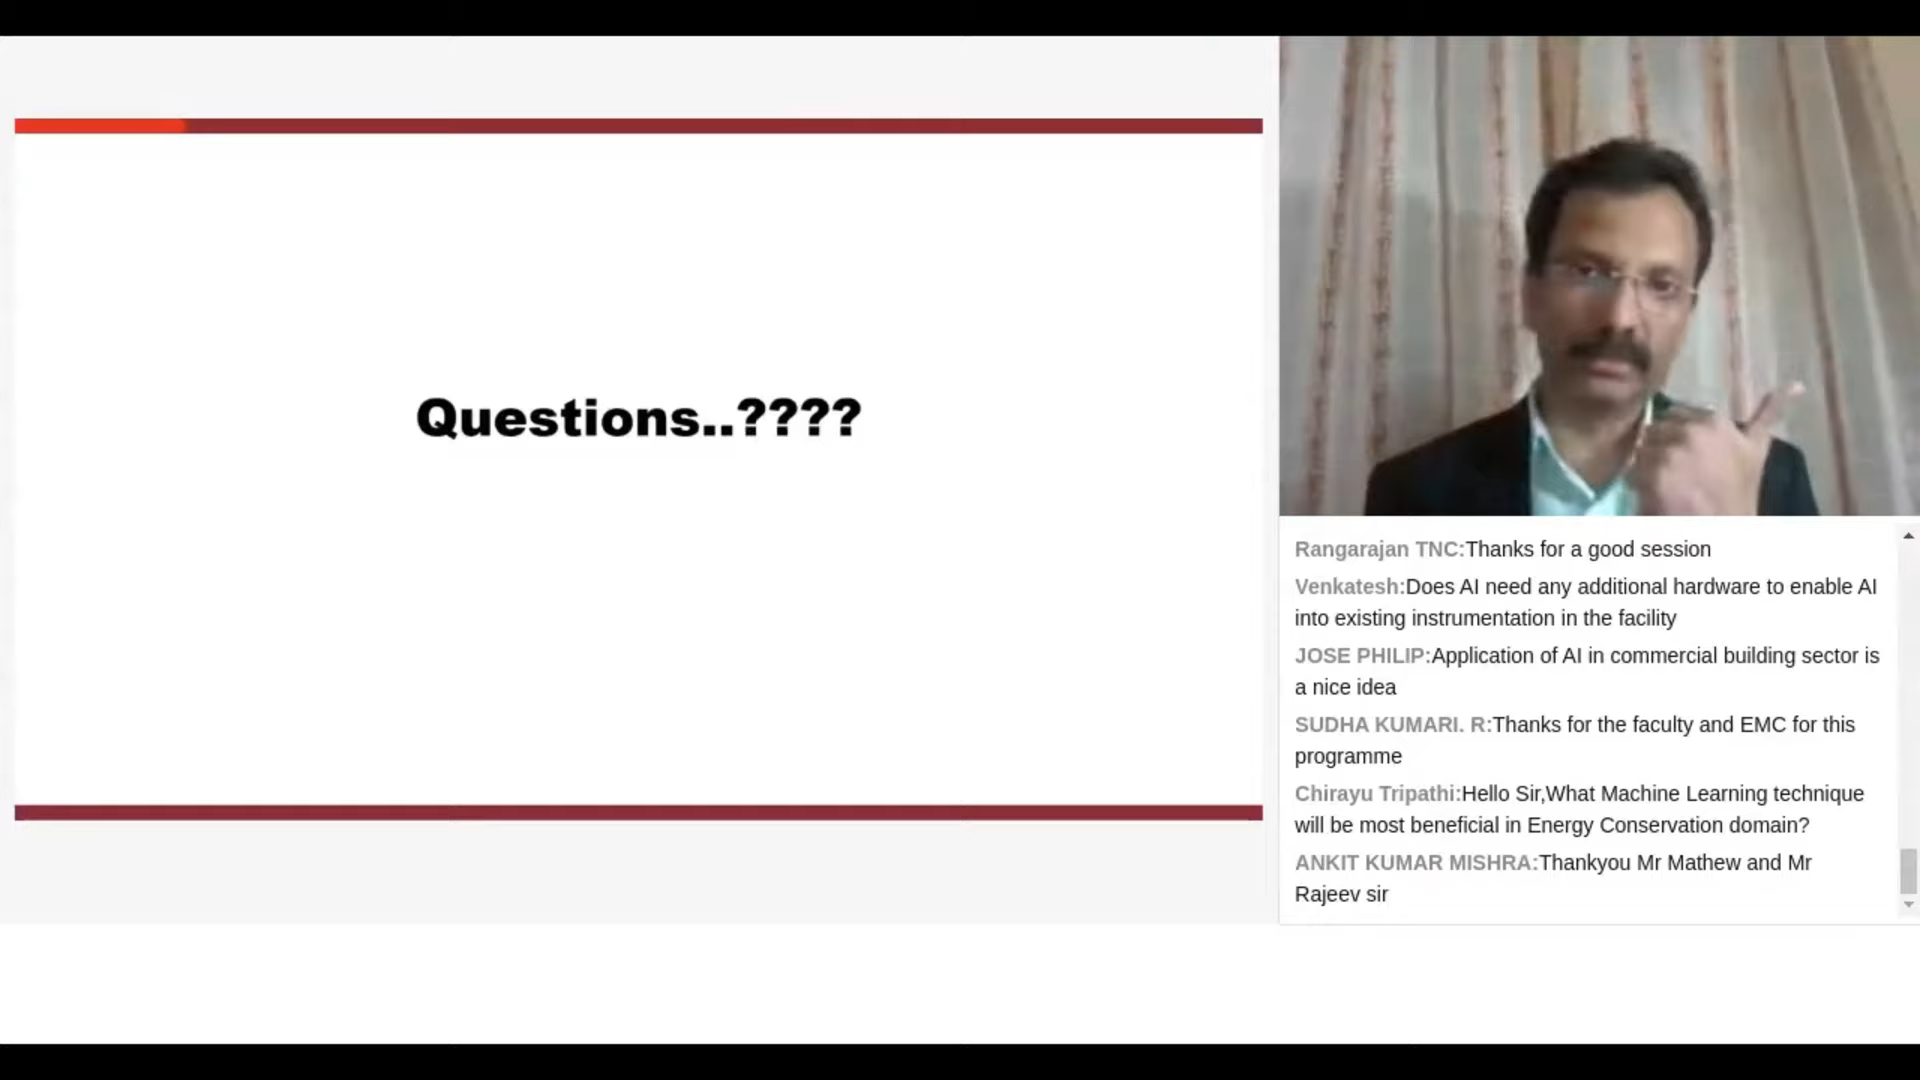 Questions..????
Rangarajan TNC:Thanks for a good session
Venkatesh:Does AI need any additional hardware to enable AI
into existing instrumentation in the facility
JOSE PHILIP:Application of AI in commercial building sector is
a nice idea
SUDHA KUMARI. R:Thanks for the faculty and EMC for this
programme
Chirayu Tripathi:Hello Sir,What Machine Learning technique
will be most beneficial in Energy Conservation domain?
ANKIT KUMAR MISHRA:Thankyou Mr Mathew and Mr
Rajeev sir